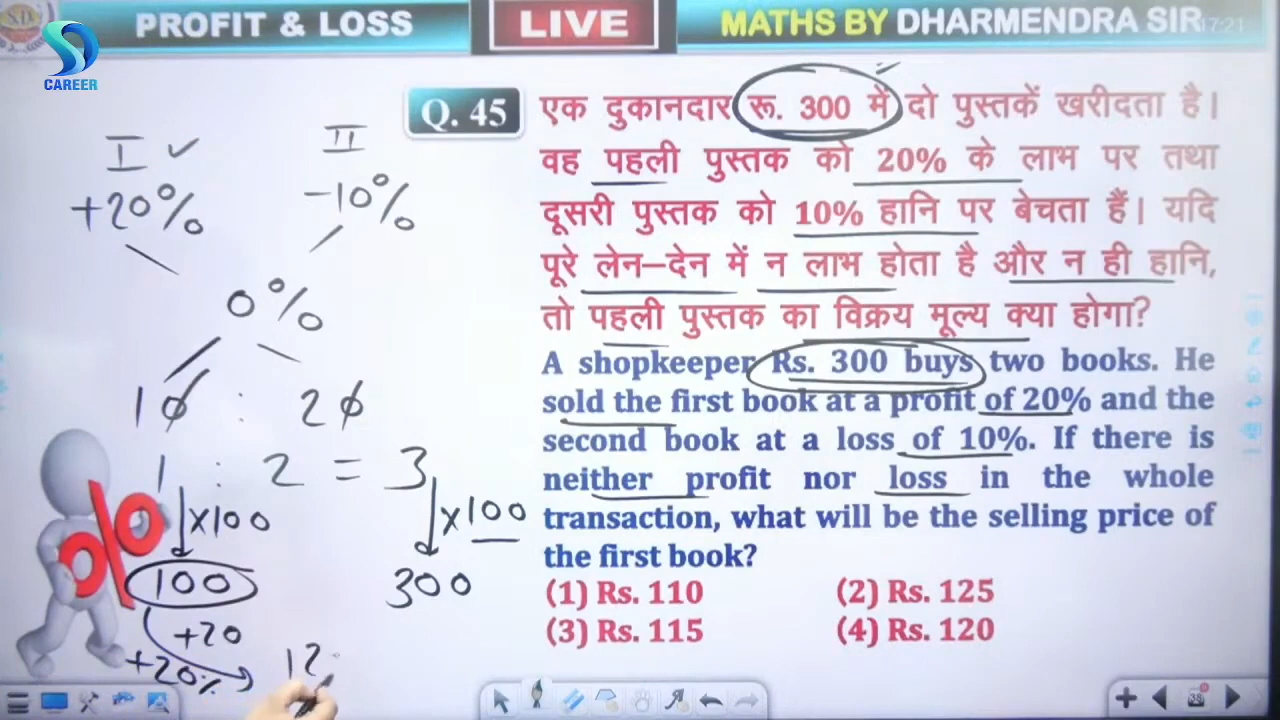 PROFIT & LOSS
LIVE
MATHS BY DHARMENDRA SIR
17:21
CAREER
Q. 45
एक दुकानदार रू. 300 में दो पुस्तकें खरीदता है।
वह पहली पुस्तक को 20% के लाभ पर तथा
दूसरी पुस्तक को 10% हानि पर बेचता हैं। यदि
पूरे लेन–देन में न लाभ होता है और न ही हानि,
तो पहली पुस्तक का विक्रय मूल्य क्या होगा?
A shopkeeper Rs. 300 buys two books. He
sold the first book at a profit of 20% and the
second book at a loss of 10%. If there is
neither profit nor loss in the whole
transaction, what will be the selling price of
the first book?
(1) Rs. 110 (2) Rs. 125
(3) Rs. 115 (4) Rs. 120
I ✓ II
+20% -10%
0%
10 : 20
1 : 2 = 3
×100 ×100
100 300
+20
+20% 12
%
38